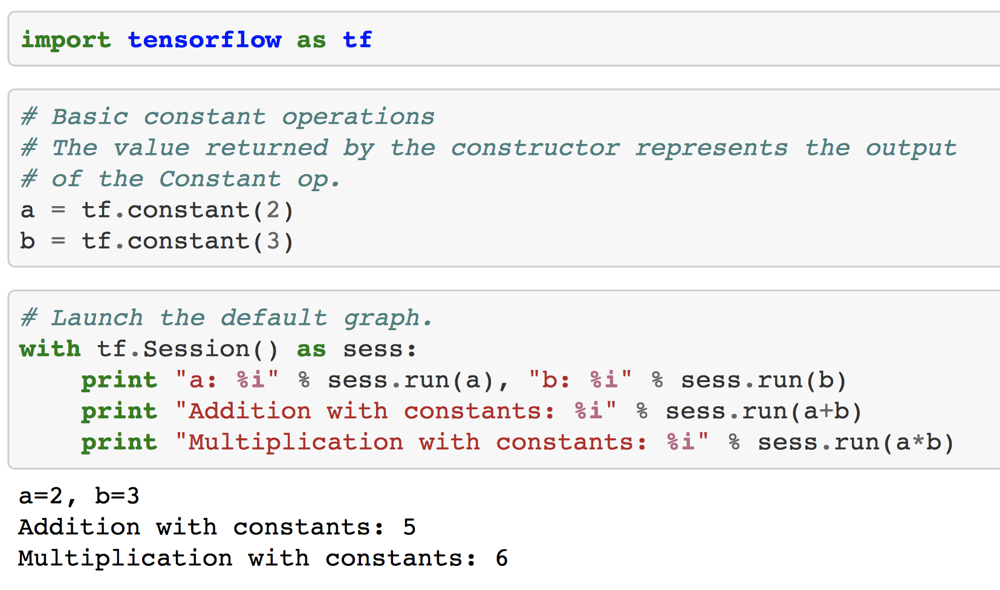 import tensorflow as tf
# Basic constant operations
# The value returned by the constructor represents the output
# of the Constant op.
a = tf.constant(2)
b = tf.constant(3)
# Launch the default graph.
with tf.Session() as sess:
    print "a: %i" % sess.run(a), "b: %i" % sess.run(b)
    print "Addition with constants: %i" % sess.run(a+b)
    print "Multiplication with constants: %i" % sess.run(a*b)
a=2, b=3
Addition with constants: 5
Multiplication with constants: 6